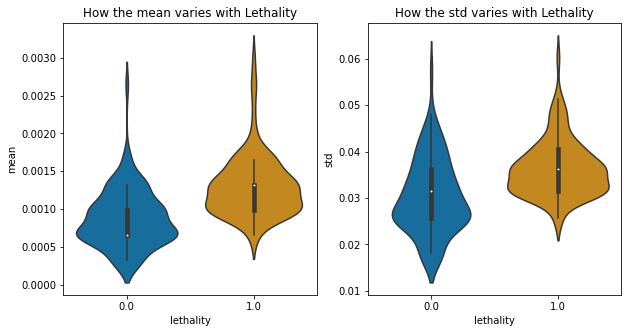 How the mean varies with Lethality
mean
0.0030
0.0025
0.0020
0.0015
0.0010
0.0005
0.0000
0.0
1.0
lethality
How the std varies with Lethality
std
0.06
0.05
0.04
0.03
0.02
0.01
0.0
1.0
lethality